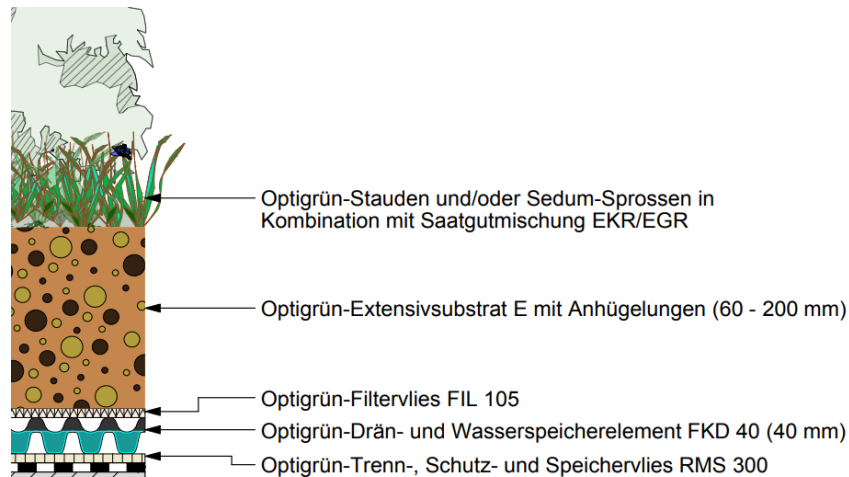 Optigrün-Stauden und/oder Sedum-Sprossen in
Kombination mit Saatgutmischung EKR/EGR
Optigrün-Extensivsubstrat E mit Anhügelungen (60 - 200 mm)
Optigrün-Filtervlies FIL 105
Optigrün-Drän- und Wasserspeicherelement FKD 40 (40 mm)
Optigrün-Trenn-, Schutz- und Speichervlies RMS 300